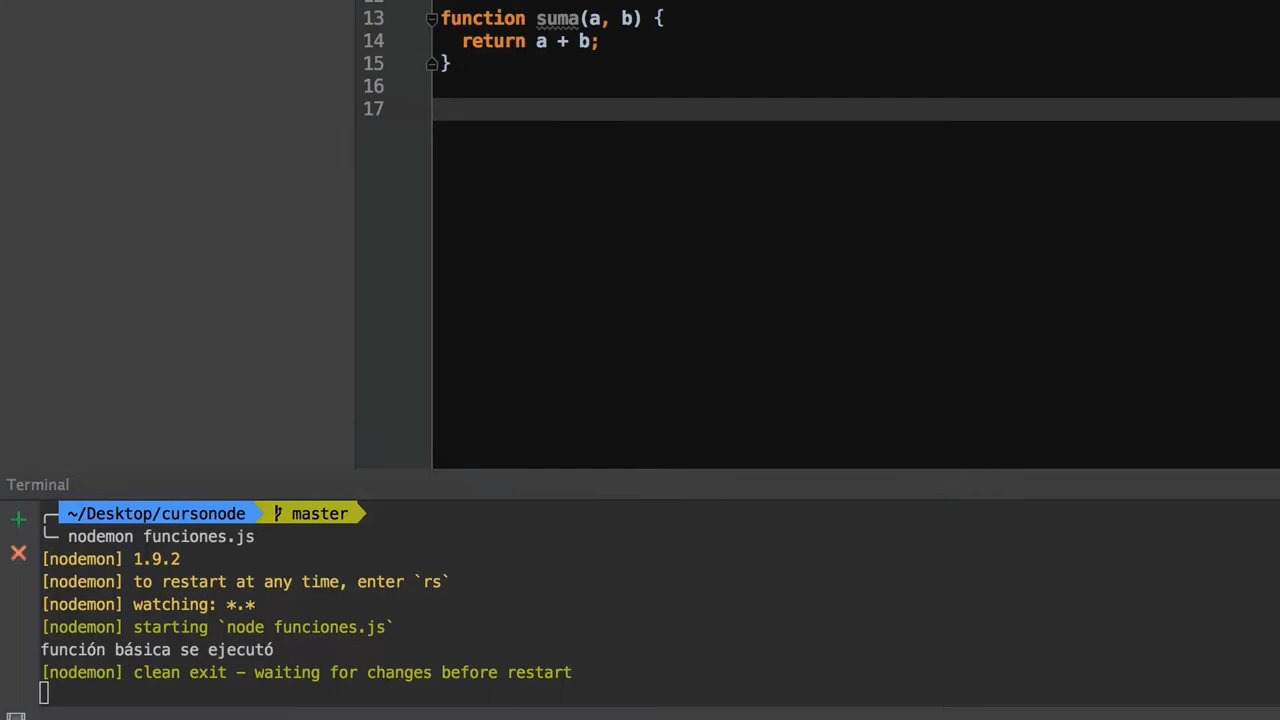 13 function suma(a, b) {
14 return a + b;
15 }
16
17
Terminal
~/Desktop/cursonode master
nodemon funciones.js
[nodemon] 1.9.2
[nodemon] to restart at any time, enter `rs`
[nodemon] watching: *.*
[nodemon] starting `node funciones.js`
función básica se ejecutó
[nodemon] clean exit - waiting for changes before restart